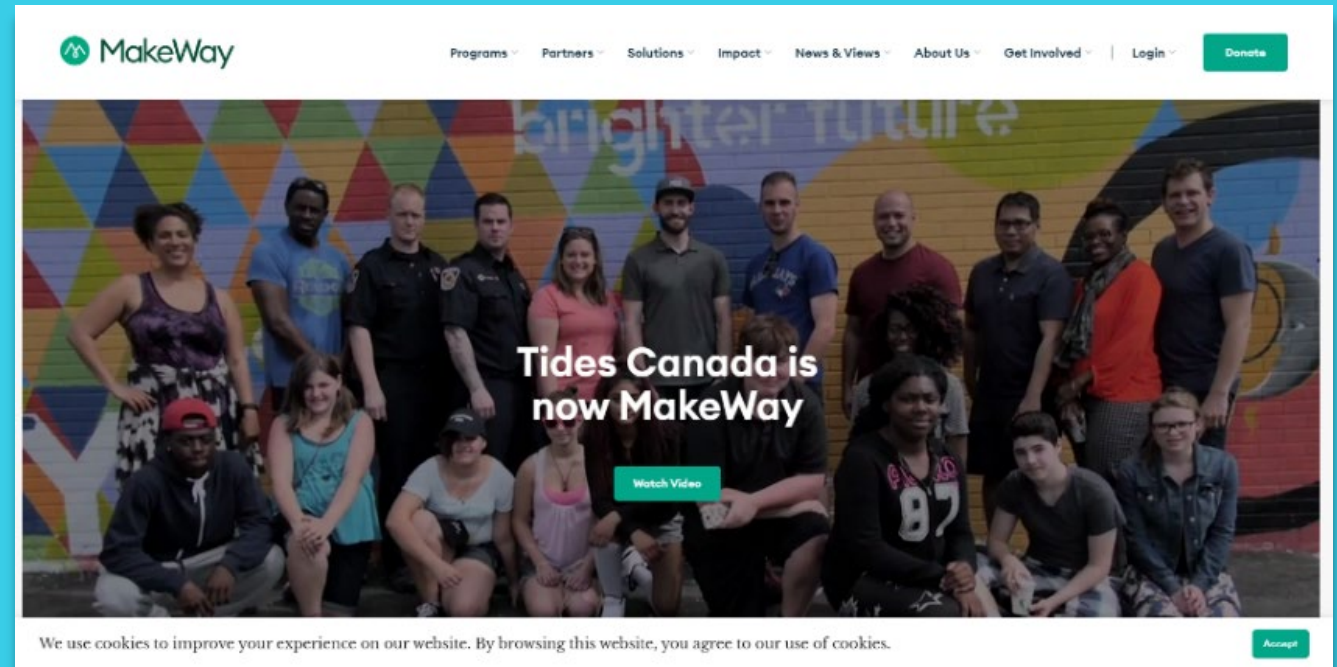 MakeWay
Programs Partners Solutions Impact News & Views About Us Get Involved | Login Donate
brighter future
Tides Canada is
now MakeWay
Watch Video
87
We use cookies to improve your experience on our website. By browsing this website, you agree to our use of cookies.
Accept